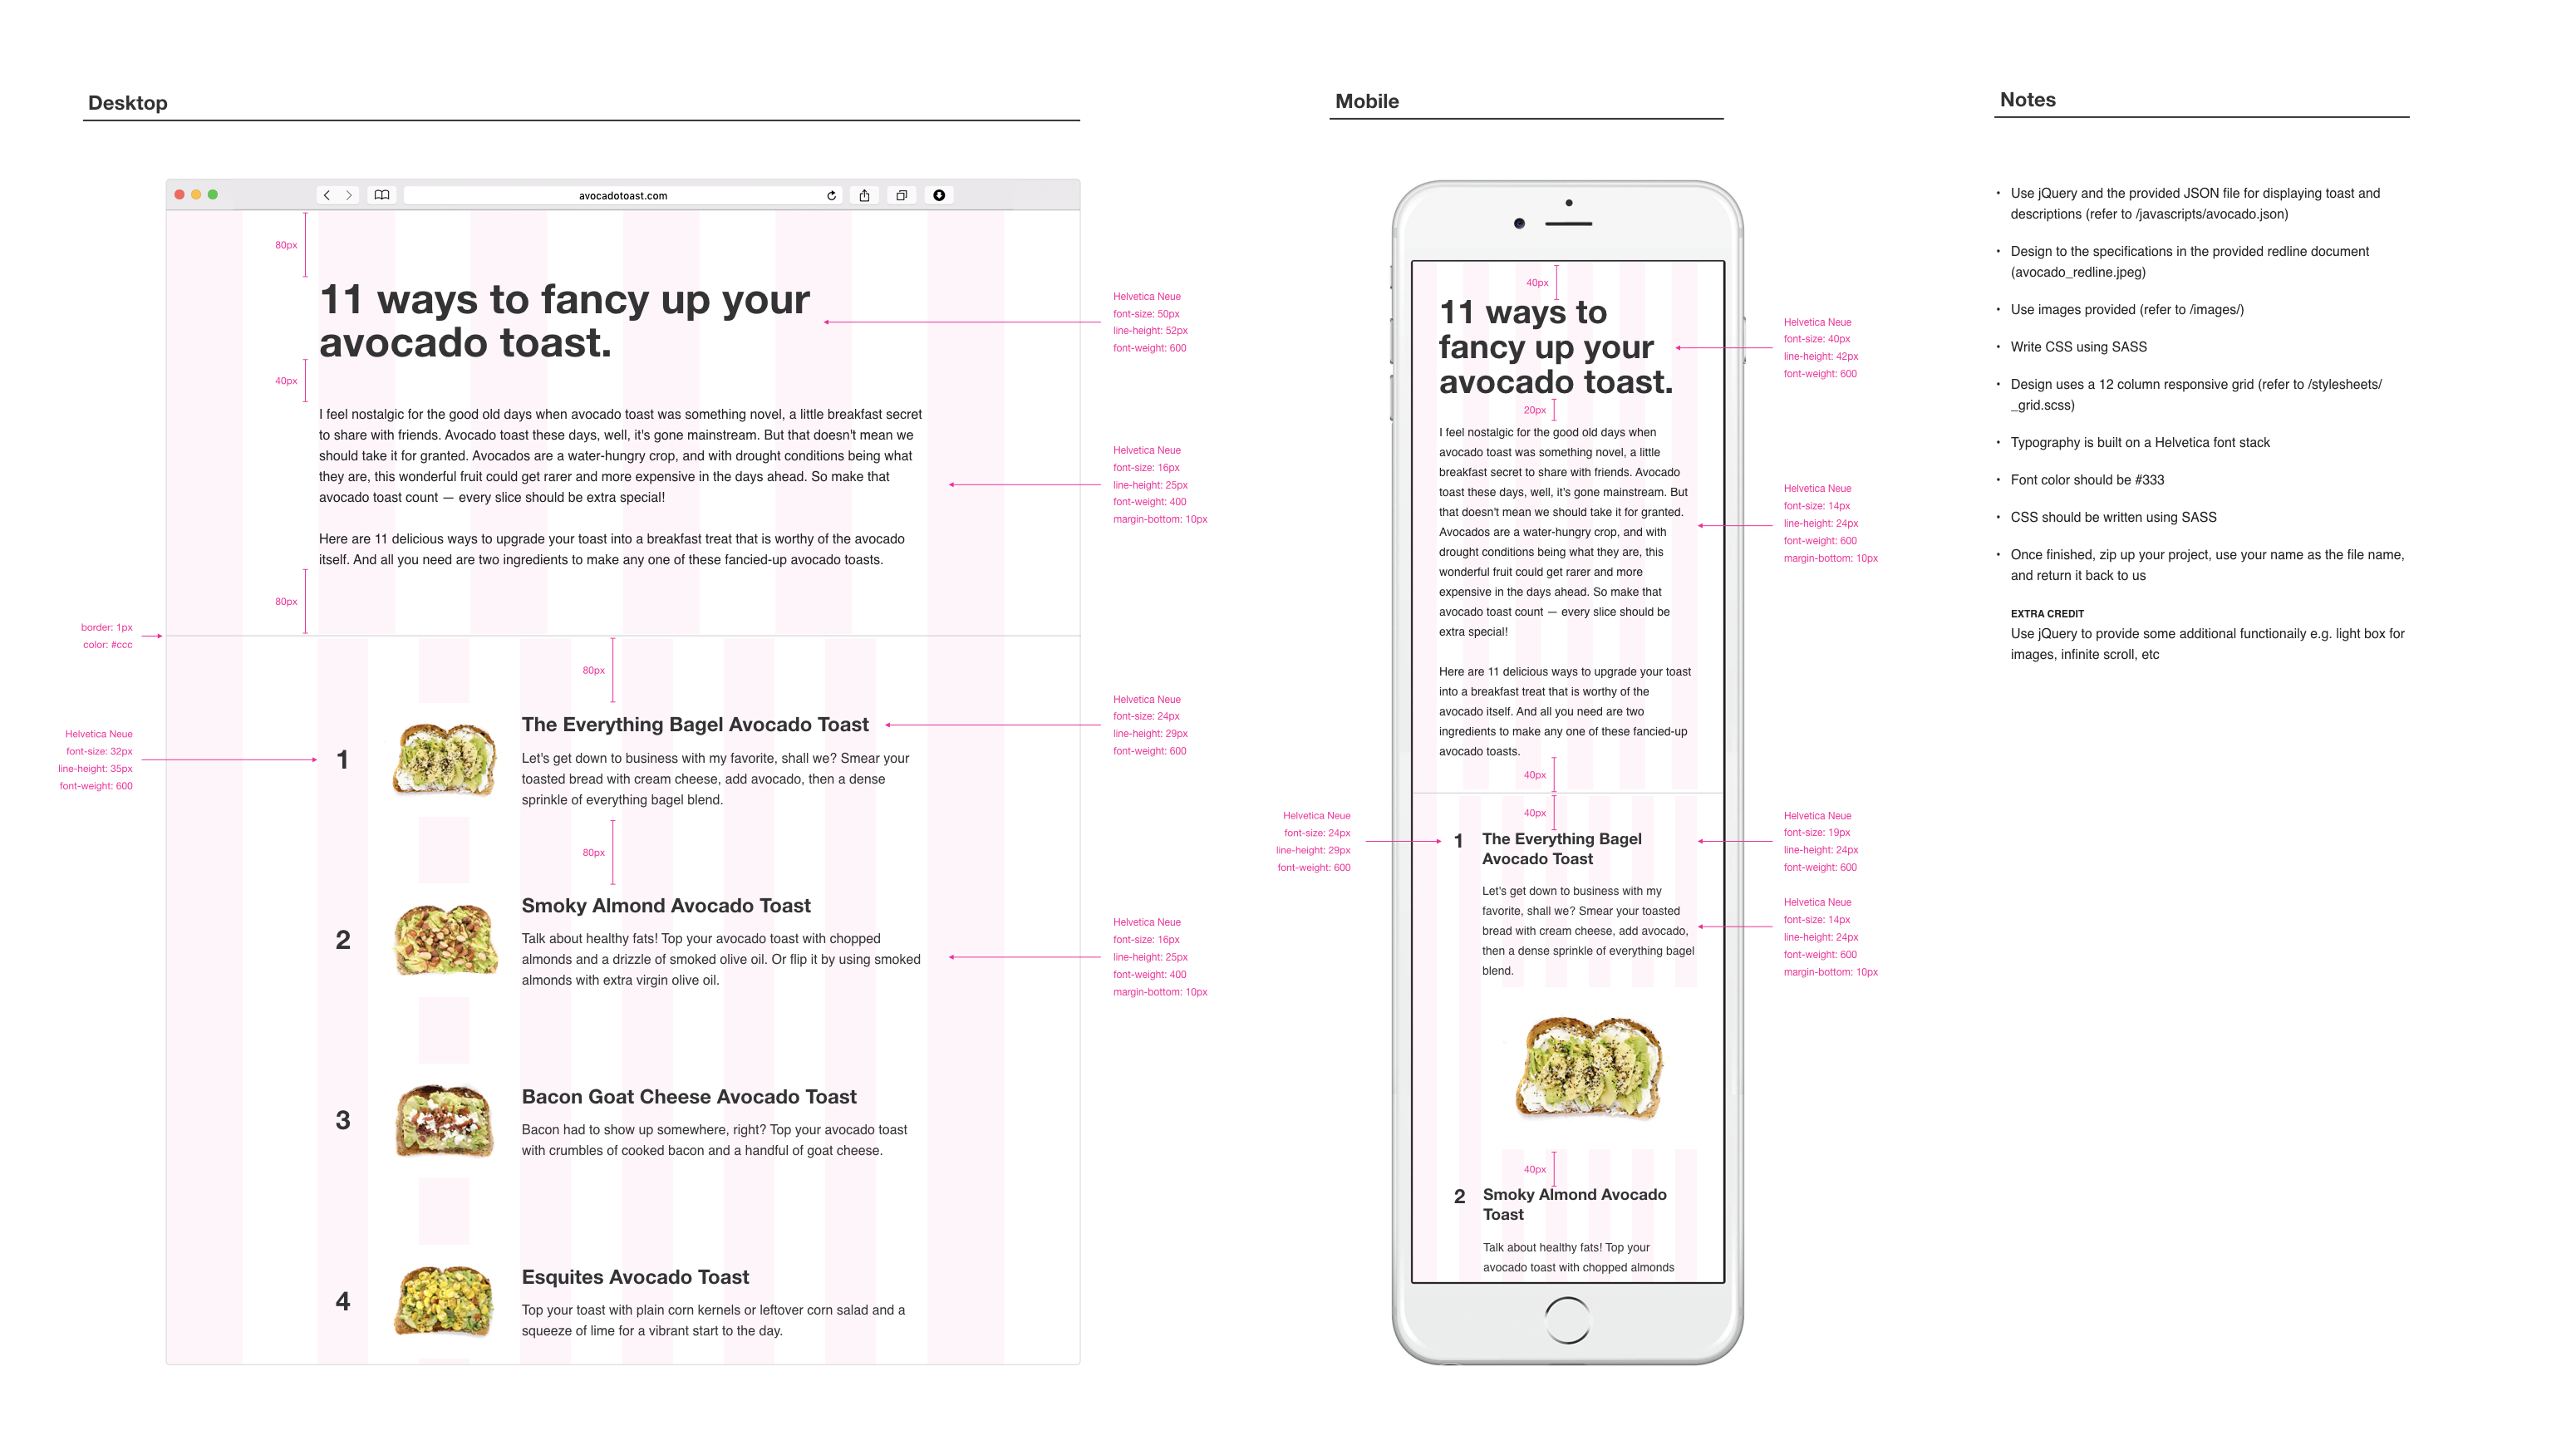 Desktop
avocadotoast.com
80px
11 ways to fancy up your
avocado toast.
Helvetica Neue
font-size: 50px
line-height: 52px
font-weight: 600
40px
I feel nostalgic for the good old days when avocado toast was something novel, a little breakfast secret
to share with friends. Avocado toast these days, well, it's gone mainstream. But that doesn't mean we
should take it for granted. Avocados are a water-hungry crop, and with drought conditions being what
they are, this wonderful fruit could get rarer and more expensive in the days ahead. So make that
avocado toast count — every slice should be extra special!
Helvetica Neue
font-size: 16px
line-height: 25px
font-weight: 400
margin-bottom: 10px
Here are 11 delicious ways to upgrade your toast into a breakfast treat that is worthy of the avocado
itself. And all you need are two ingredients to make any one of these fancied-up avocado toasts.
80px
border: 1px
color: #ccc
80px
Helvetica Neue
font-size: 32px
line-height: 35px
font-weight: 600
1
The Everything Bagel Avocado Toast
Let's get down to business with my favorite, shall we? Smear your
toasted bread with cream cheese, add avocado, then a dense
sprinkle of everything bagel blend.
Helvetica Neue
font-size: 24px
line-height: 29px
font-weight: 600
80px
2
Smoky Almond Avocado Toast
Talk about healthy fats! Top your avocado toast with chopped
almonds and a drizzle of smoked olive oil. Or flip it by using smoked
almonds with extra virgin olive oil.
Helvetica Neue
font-size: 16px
line-height: 25px
font-weight: 400
margin-bottom: 10px
3
Bacon Goat Cheese Avocado Toast
Bacon had to show up somewhere, right? Top your avocado toast
with crumbles of cooked bacon and a handful of goat cheese.
4
Esquites Avocado Toast
Top your toast with plain corn kernels or leftover corn salad and a
squeeze of lime for a vibrant start to the day.
Mobile
40px
11 ways to
fancy up your
avocado toast.
Helvetica Neue
font-size: 40px
line-height: 42px
font-weight: 600
20px
I feel nostalgic for the good old days when
avocado toast was something novel, a little
breakfast secret to share with friends. Avocado
toast these days, well, it's gone mainstream. But
that doesn't mean we should take it for granted.
Avocados are a water-hungry crop, and with
drought conditions being what they are, this
wonderful fruit could get rarer and more
expensive in the days ahead. So make that
avocado toast count — every slice should be
extra special!
Helvetica Neue
font-size: 14px
line-height: 24px
font-weight: 600
margin-bottom: 10px
Here are 11 delicious ways to upgrade your toast
into a breakfast treat that is worthy of the
avocado itself. And all you need are two
ingredients to make any one of these fancied-up
avocado toasts.
40px
40px
Helvetica Neue
font-size: 24px
line-height: 29px
font-weight: 600
1
The Everything Bagel
Avocado Toast
Helvetica Neue
font-size: 19px
line-height: 24px
font-weight: 600
Let's get down to business with my
favorite, shall we? Smear your toasted
bread with cream cheese, add avocado,
then a dense sprinkle of everything bagel
blend.
Helvetica Neue
font-size: 14px
line-height: 24px
font-weight: 600
margin-bottom: 10px
40px
2
Smoky Almond Avocado
Toast
Talk about healthy fats! Top your
avocado toast with chopped almonds
Notes
• Use jQuery and the provided JSON file for displaying toast and
descriptions (refer to /javascripts/avocado.json)
• Design to the specifications in the provided redline document
(avocado_redline.jpeg)
• Use images provided (refer to /images/)
• Write CSS using SASS
• Design uses a 12 column responsive grid (refer to /stylesheets/
_grid.scss)
• Typography is built on a Helvetica font stack
• Font color should be #333
• CSS should be written using SASS
• Once finished, zip up your project, use your name as the file name,
and return it back to us
EXTRA CREDIT
Use jQuery to provide some additional functionaily e.g. light box for
images, infinite scroll, etc